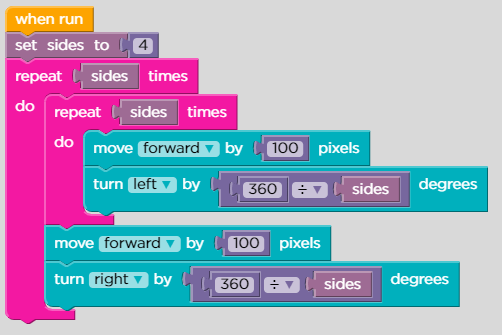 when run
set sides to 4
repeat sides times
do repeat sides times
do move forward ▼ by 100 pixels
turn left ▼ by 360 ÷ ▼ sides degrees
move forward ▼ by 100 pixels
turn right ▼ by 360 ÷ ▼ sides degrees